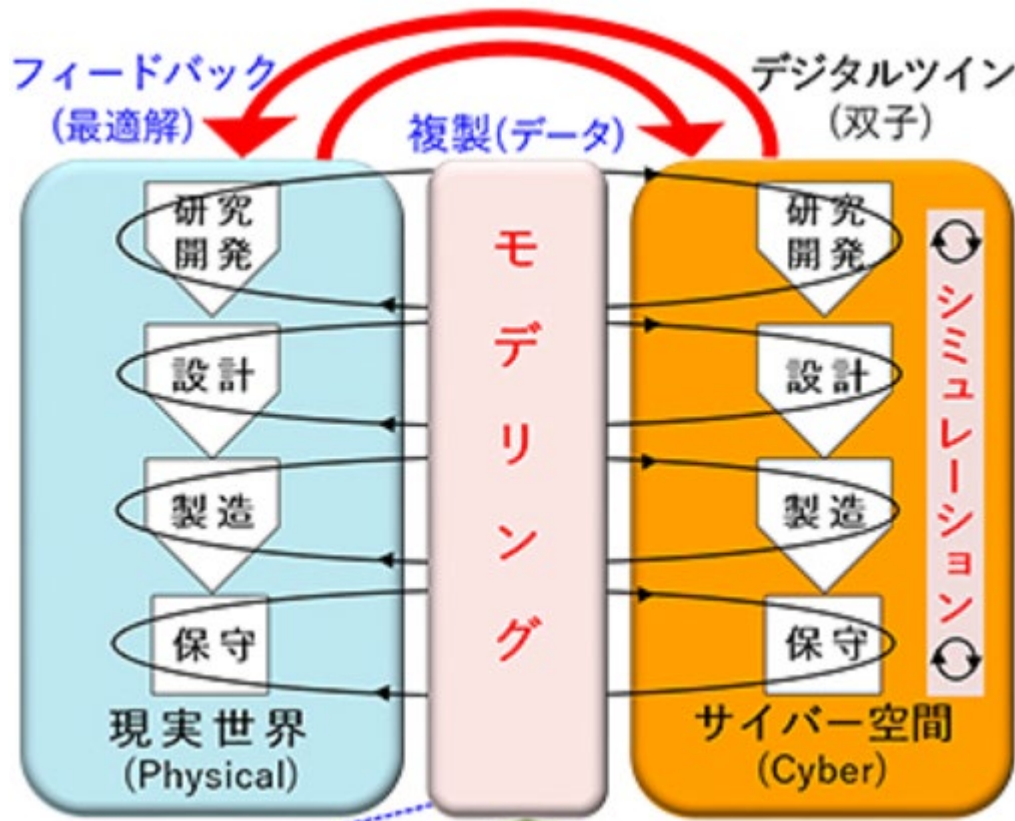 フィードバック
(最適解)
複製(データ)
デジタルツイン
(双子)
研究
開発
設計
製造
保守
現実世界
(Physical)
モデリング
研究
開発
設計
製造
保守
シミュレーション
サイバー空間
(Cyber)